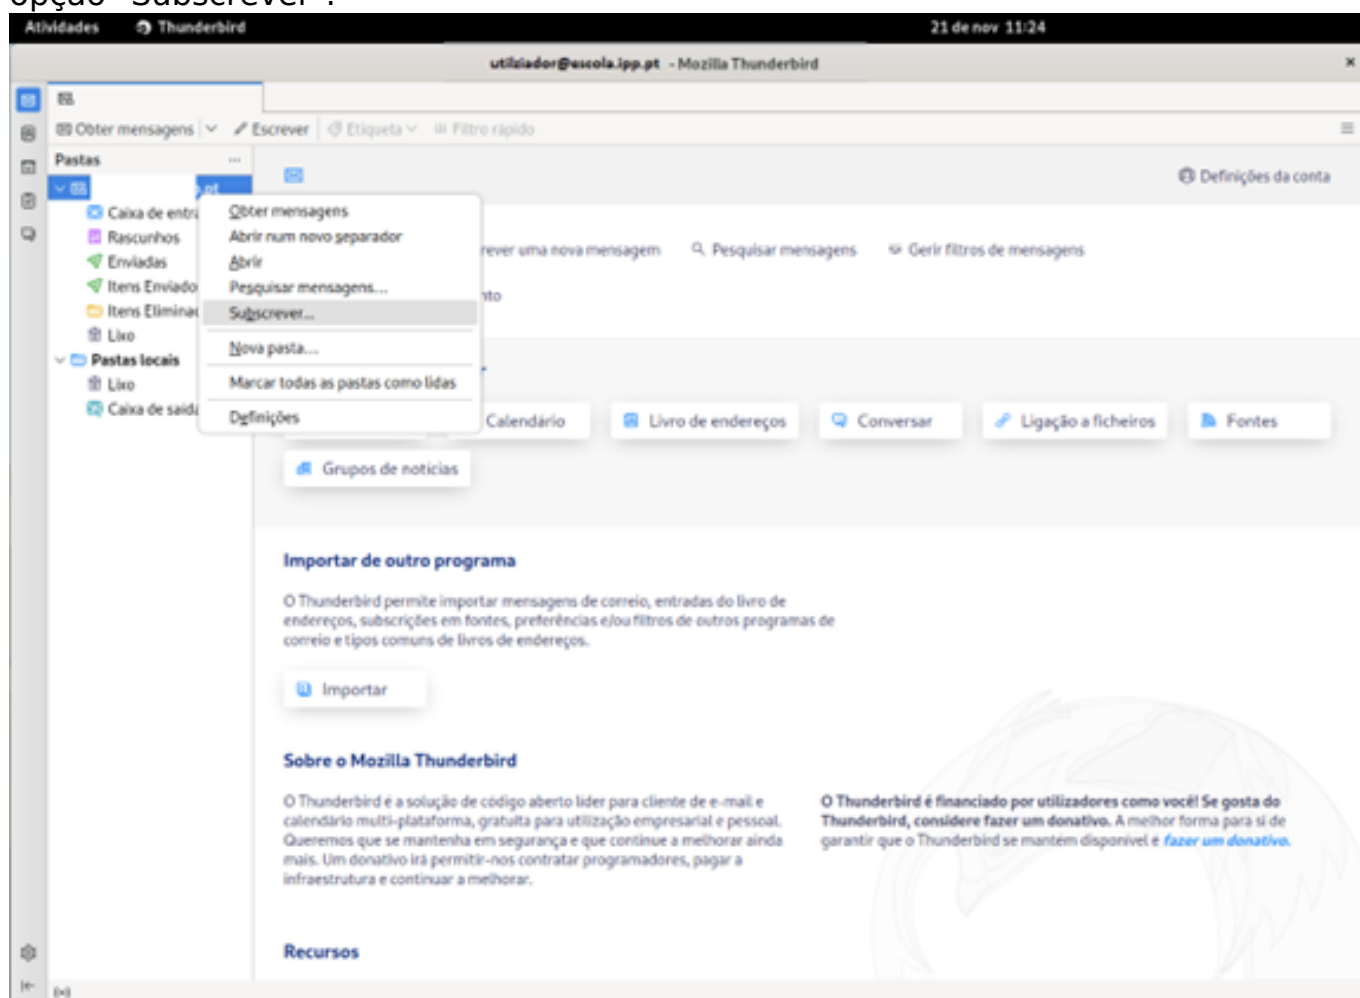 opção "Subscrever".
Atividades Thunderbird 21 de nov 11:24
utilziador@escola.ipp.pt - Mozilla Thunderbird
Obter mensagens Escrever Etiqueta Filtro rápido
Pastas
.pt
Definições da conta
Caixa de entra
Rascunhos
Enviadas
Itens Enviado
Itens Eliminad
Lixo
Pastas locais
Lixo
Caixa de saída
Obter mensagens
Abrir num novo separador
Abrir
Pesquisar mensagens...
Subscrever...
Nova pasta...
Marcar todas as pastas como lidas
Definições
rever uma nova mensagem Pesquisar mensagens Gerir filtros de mensagens
nto
Calendário Livro de endereços Conversar Ligação a ficheiros Fontes
Grupos de notícias
Importar de outro programa
O Thunderbird permite importar mensagens de correio, entradas do livro de
endereços, subscrições em fontes, preferências e/ou filtros de outros programas de
correio e tipos comuns de livros de endereços.
Importar
Sobre o Mozilla Thunderbird
O Thunderbird é a solução de código aberto líder para cliente de e-mail e
calendário multi-plataforma, gratuita para utilização empresarial e pessoal.
Queremos que se mantenha em segurança e que continue a melhorar ainda
mais. Um donativo irá permitir-nos contratar programadores, pagar a
infraestrutura e continuar a melhorar.
O Thunderbird é financiado por utilizadores como você! Se gosta do
Thunderbird, considere fazer um donativo. A melhor forma para si de
garantir que o Thunderbird se mantém disponível é fazer um donativo.
Recursos